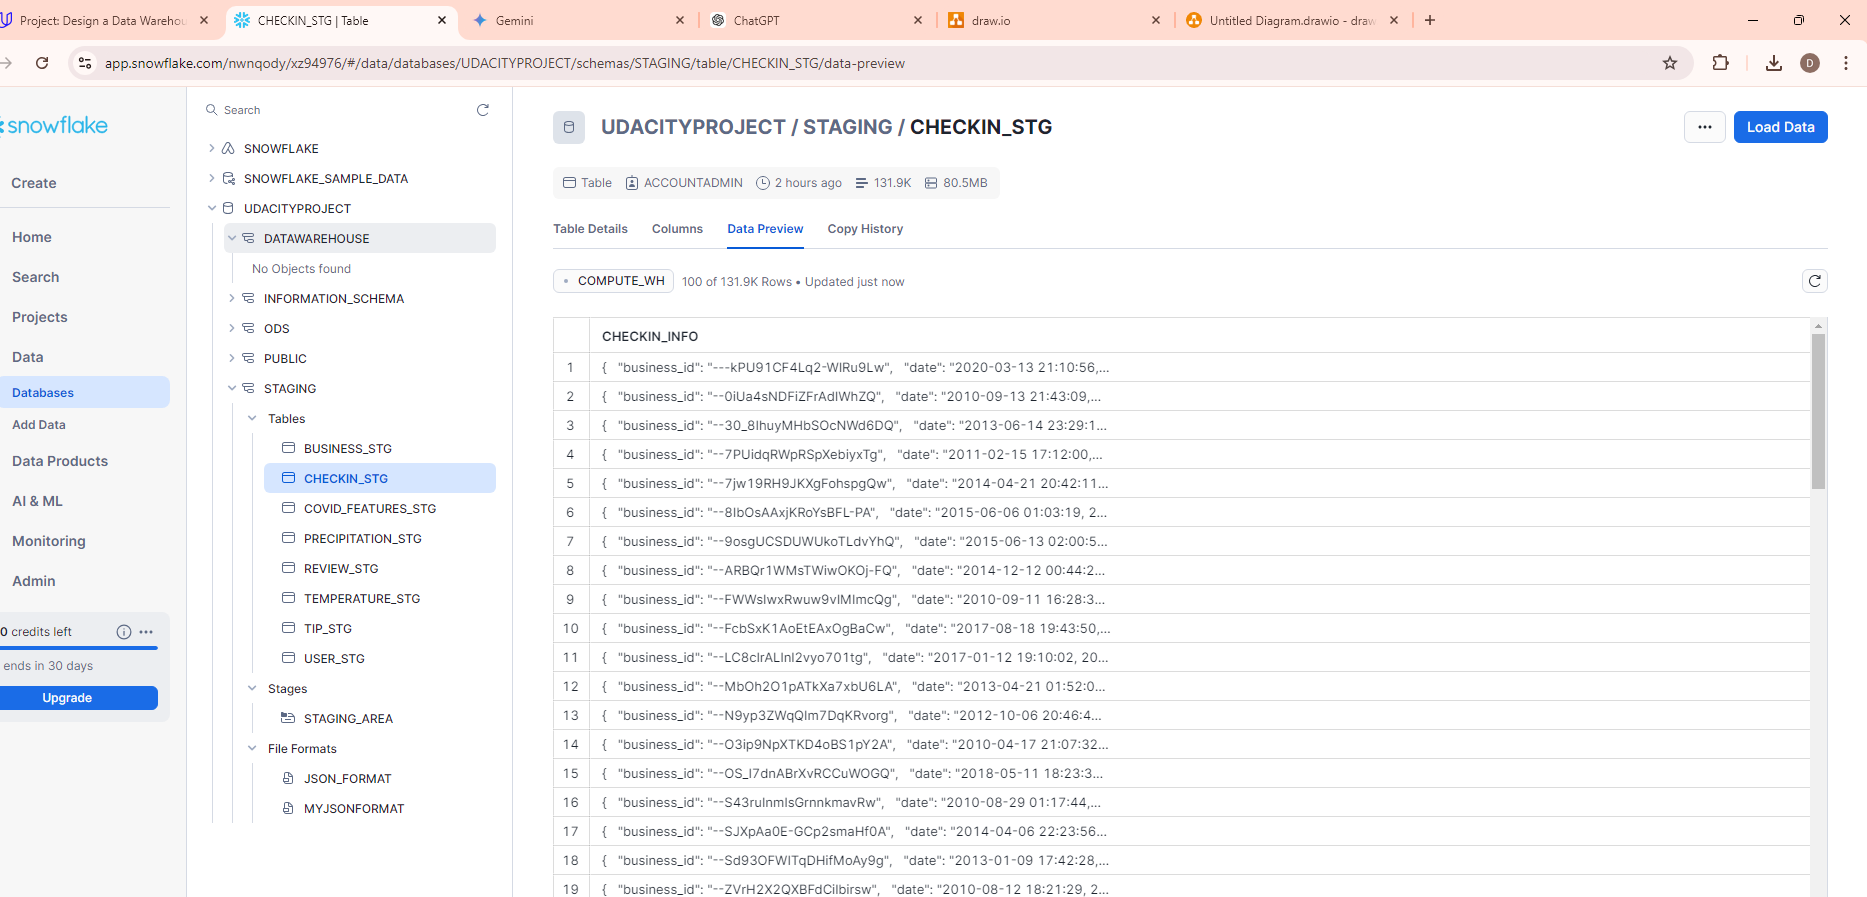 Project: Design a Data Warehou
CHECKIN_STG | Table
Gemini
ChatGPT
draw.io
Untitled Diagram.drawio - draw
app.snowflake.com/nwnqody/xz94976/#/data/databases/UDACITYPROJECT/schemas/STAGING/table/CHECKIN_STG/data-preview
D
snowflake
Create
Home
Search
Projects
Data
Databases
Add Data
Data Products
AI & ML
Monitoring
Admin
0 credits left
ends in 30 days
Upgrade
Search
SNOWFLAKE
SNOWFLAKE_SAMPLE_DATA
UDACITYPROJECT
DATAWAREHOUSE
No Objects found
INFORMATION_SCHEMA
ODS
PUBLIC
STAGING
Tables
BUSINESS_STG
CHECKIN_STG
COVID_FEATURES_STG
PRECIPITATION_STG
REVIEW_STG
TEMPERATURE_STG
TIP_STG
USER_STG
Stages
STAGING_AREA
File Formats
JSON_FORMAT
MYJSONFORMAT
UDACITYPROJECT / STAGING / CHECKIN_STG
Load Data
Table ACCOUNTADMIN 2 hours ago 131.9K 80.5MB
Table Details Columns Data Preview Copy History
COMPUTE_WH 100 of 131.9K Rows • Updated just now
CHECKIN_INFO
1 { "business_id": "---kPU91CF4Lq2-WlRu9Lw", "date": "2020-03-13 21:10:56,...
2 { "business_id": "--0iUa4sNDFiZFrAdIWhZQ", "date": "2010-09-13 21:43:09,...
3 { "business_id": "--30_8IhuyMHbSOcNWd6DQ", "date": "2013-06-14 23:29:1...
4 { "business_id": "--7PUidqRWpRSpXebiyxTg", "date": "2011-02-15 17:12:00,...
5 { "business_id": "--7jw19RH9JKXgFohspgQw", "date": "2014-04-21 20:42:11...
6 { "business_id": "--8IbOsAAxjKRoYsBFL-PA", "date": "2015-06-06 01:03:19, 2...
7 { "business_id": "--9osgUCSDUWUkoTLdvYhQ", "date": "2015-06-13 02:00:5...
8 { "business_id": "--ARBQr1WMsTWiwOKOj-FQ", "date": "2014-12-12 00:44:2...
9 { "business_id": "--FWWsIwxRwuw9vIMImcQg", "date": "2010-09-11 16:28:3...
10 { "business_id": "--FcbSxK1AoEtEAxOgBaCw", "date": "2017-08-18 19:43:50,...
11 { "business_id": "--LC8cIrALInI2vyo701tg", "date": "2017-01-12 19:10:02, 20...
12 { "business_id": "--MbOh2O1pATkXa7xbU6LA", "date": "2013-04-21 01:52:0...
13 { "business_id": "--N9yp3ZWqQIm7DqKRvorg", "date": "2012-10-06 20:46:4...
14 { "business_id": "--O3ip9NpXTKD4oBS1pY2A", "date": "2010-04-17 21:07:32...
15 { "business_id": "--OS_I7dnABrXvRCCuWOGQ", "date": "2018-05-11 18:23:3...
16 { "business_id": "--S43ruInmIsGrnnkmavRw", "date": "2010-08-29 01:17:44,...
17 { "business_id": "--SJXpAa0E-GCp2smaHf0A", "date": "2014-04-06 22:23:56...
18 { "business_id": "--Sd93OFWITqDHifMoAy9g", "date": "2013-01-09 17:42:28,...
19 { "business_id": "--ZVrH2X2QXBFdCilbirsw", "date": "2010-08-12 18:21:29, 2...